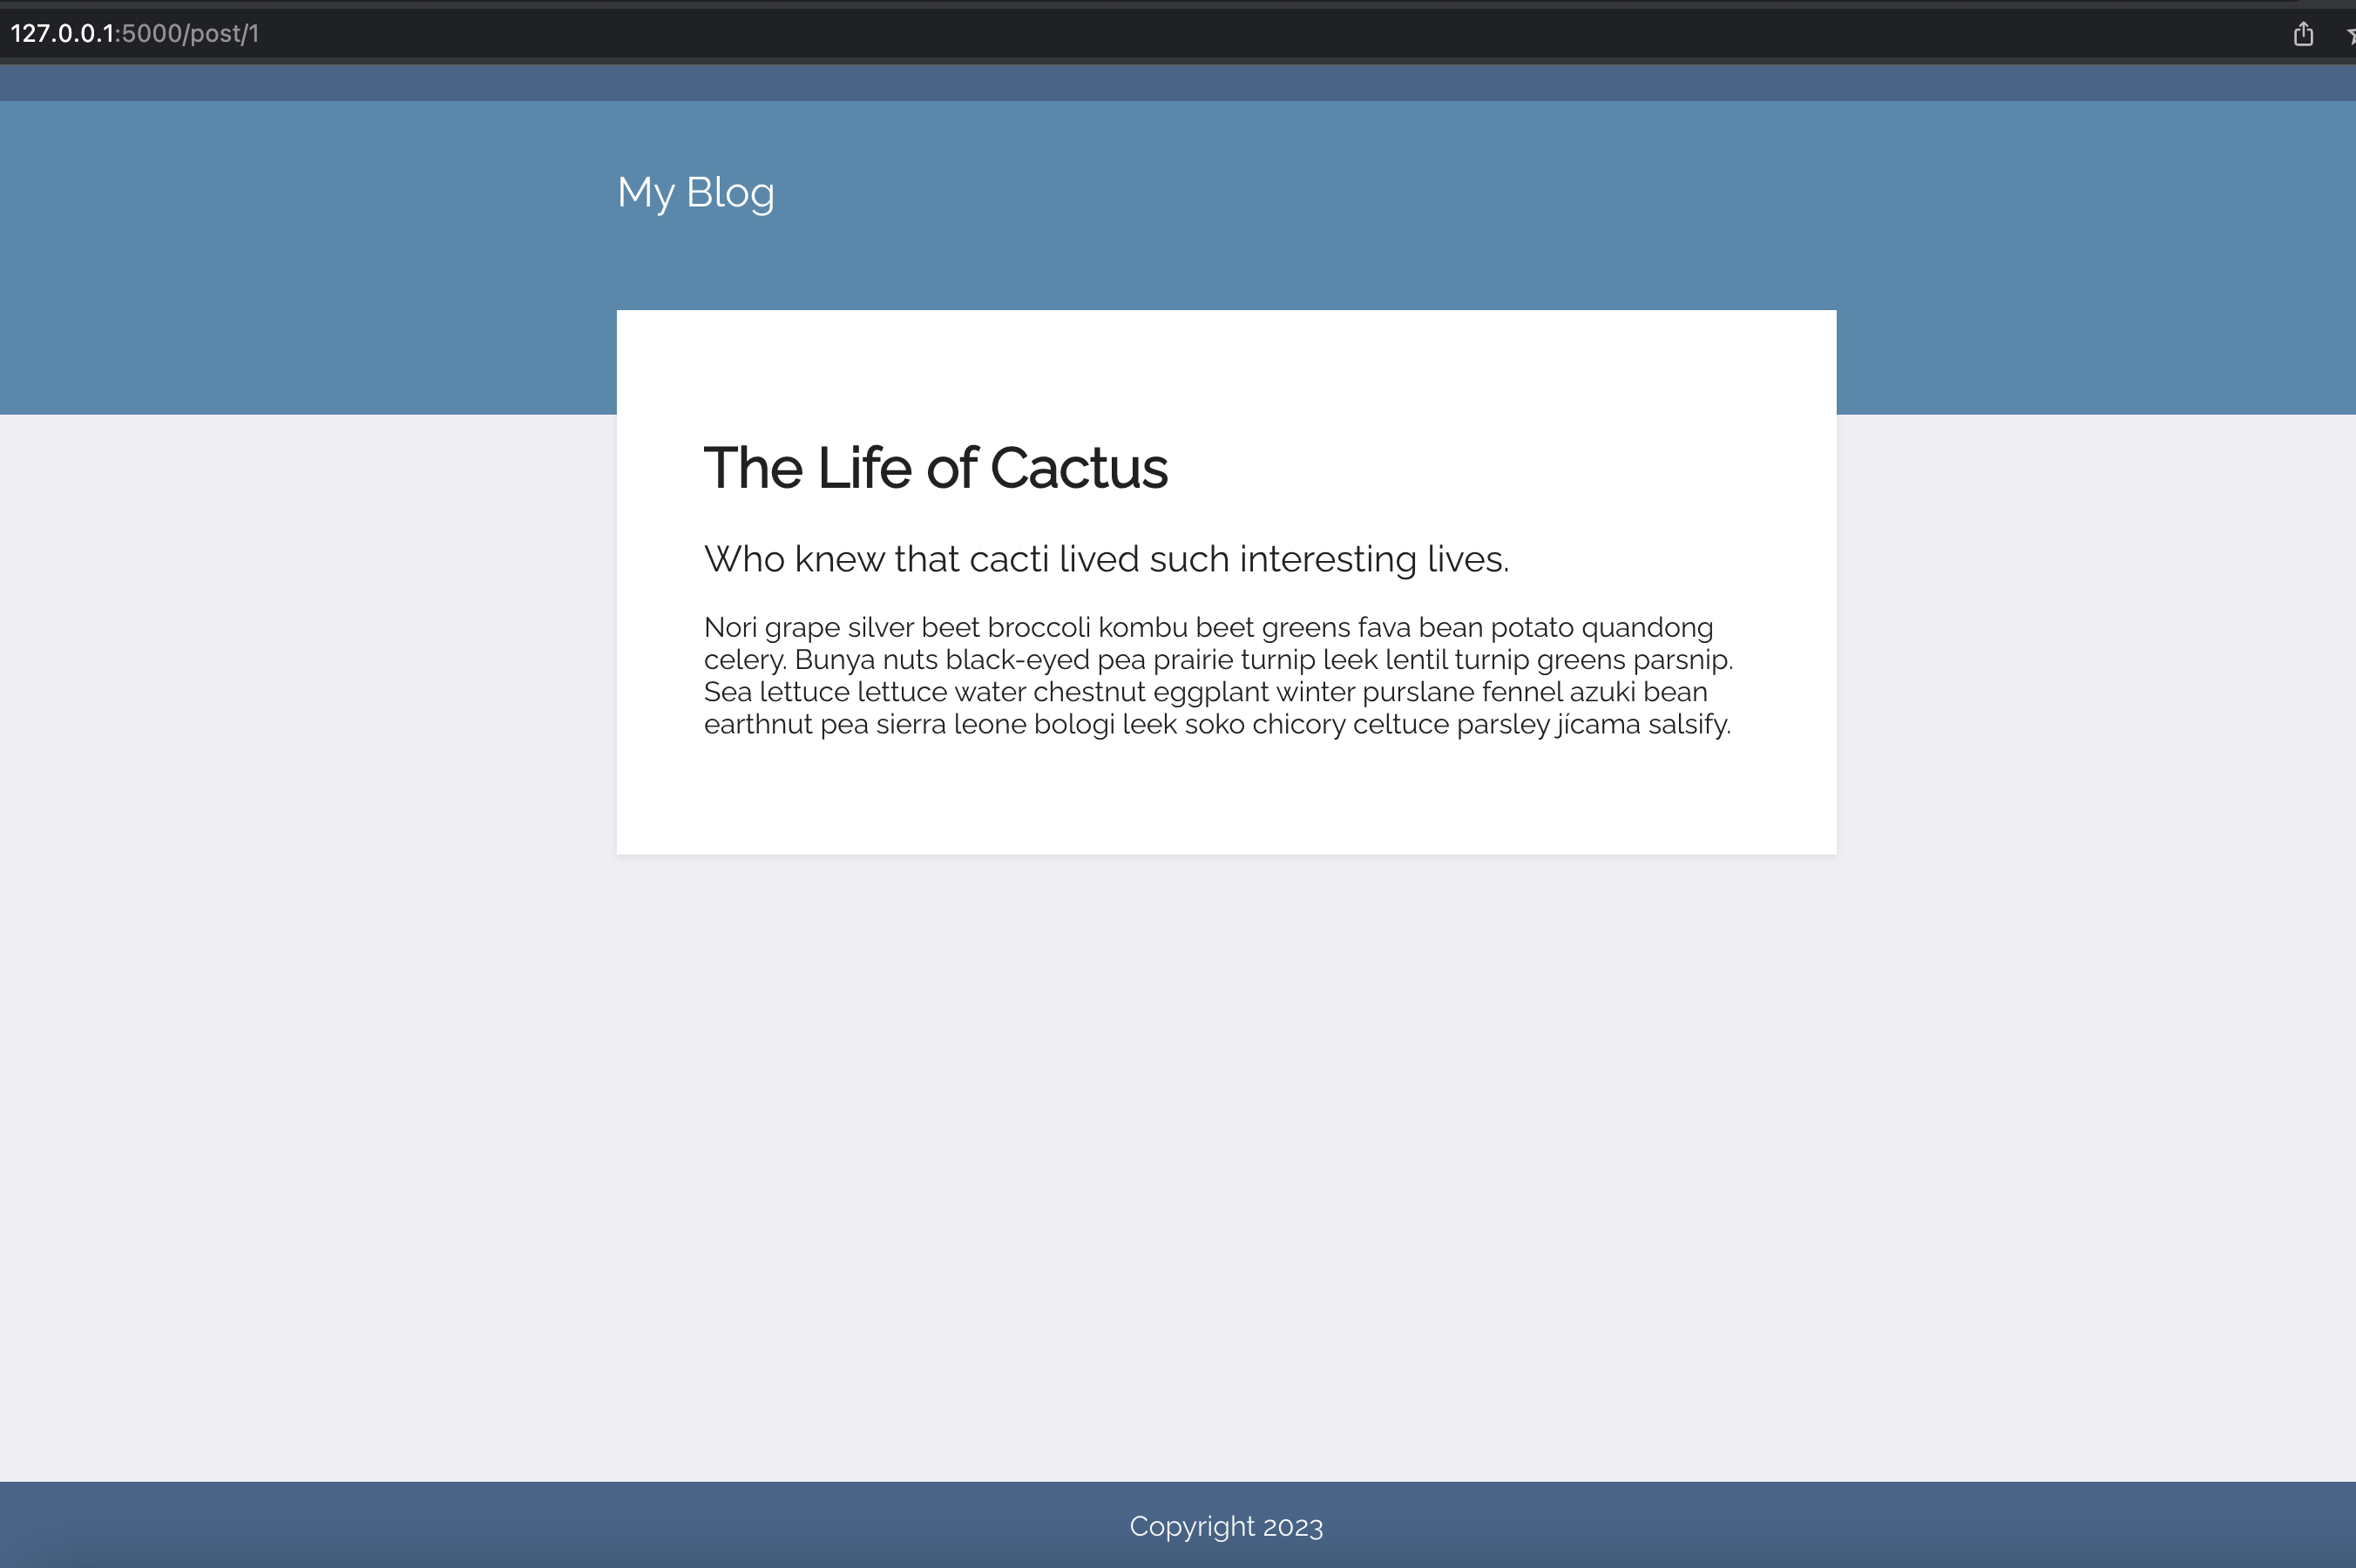 127.0.0.1:5000/post/1
My Blog
The Life of Cactus
Who knew that cacti lived such interesting lives.
Nori grape silver beet broccoli kombu beet greens fava bean potato quandong
celery. Bunya nuts black-eyed pea prairie turnip leek lentil turnip greens parsnip.
Sea lettuce lettuce water chestnut eggplant winter purslane fennel azuki bean
earthnut pea sierra leone bologi leek soko chicory celtuce parsley jícama salsify.
Copyright 2023